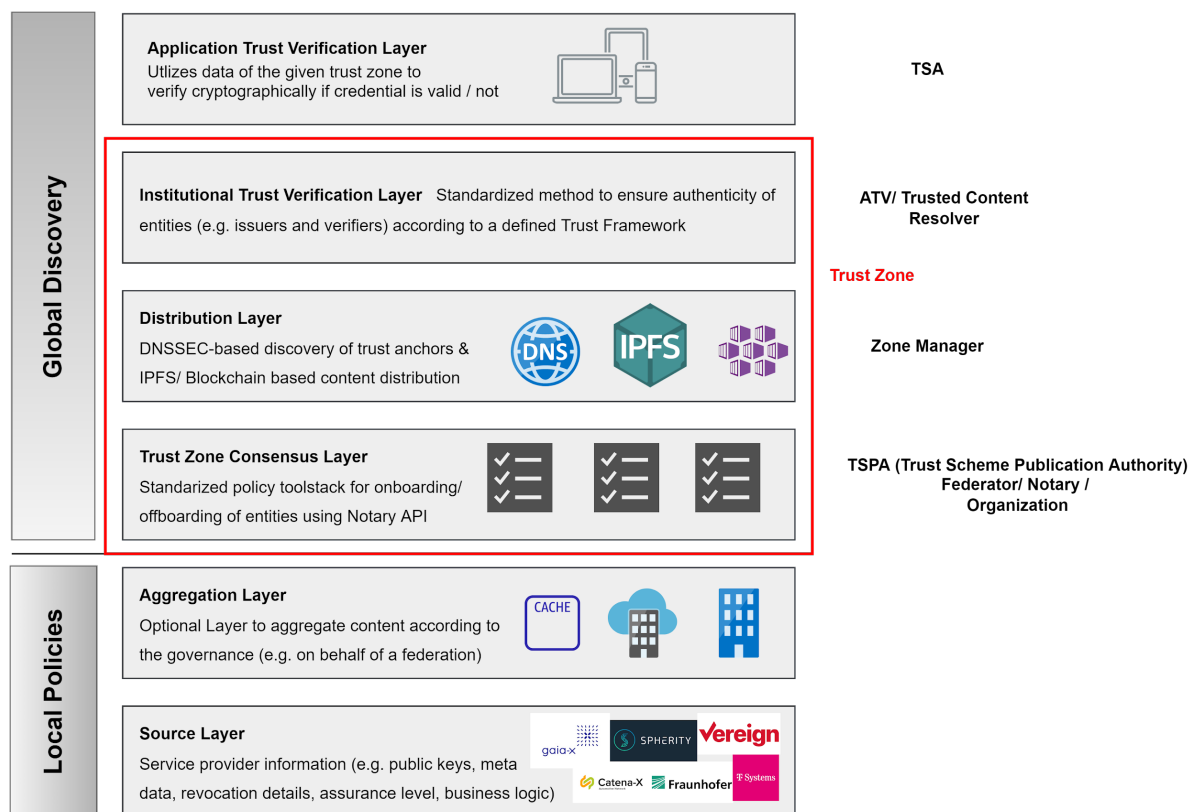 Global Discovery
Application Trust Verification Layer
Utlizes data of the given trust zone to
verify cryptographically if credential is valid / not
TSA
Institutional Trust Verification Layer Standardized method to ensure authenticity of
entities (e.g. issuers and verifiers) according to a defined Trust Framework
ATV/ Trusted Content
Resolver
Trust Zone
Distribution Layer
DNSSEC-based discovery of trust anchors &
IPFS/ Blockchain based content distribution
DNS
IPFS
Zone Manager
Trust Zone Consensus Layer
Standarized policy toolstack for onboarding/
offboarding of entities using Notary API
TSPA (Trust Scheme Publication Authority)
Federator/ Notary /
Organization
Local Policies
Aggregation Layer
Optional Layer to aggregate content according to
the governance (e.g. on behalf of a federation)
CACHE
Source Layer
Service provider information (e.g. public keys, meta
data, revocation details, assurance level, business logic)
gaia-x
SPHERITY
Vereign
Catena-X
Fraunhofer
T Systems